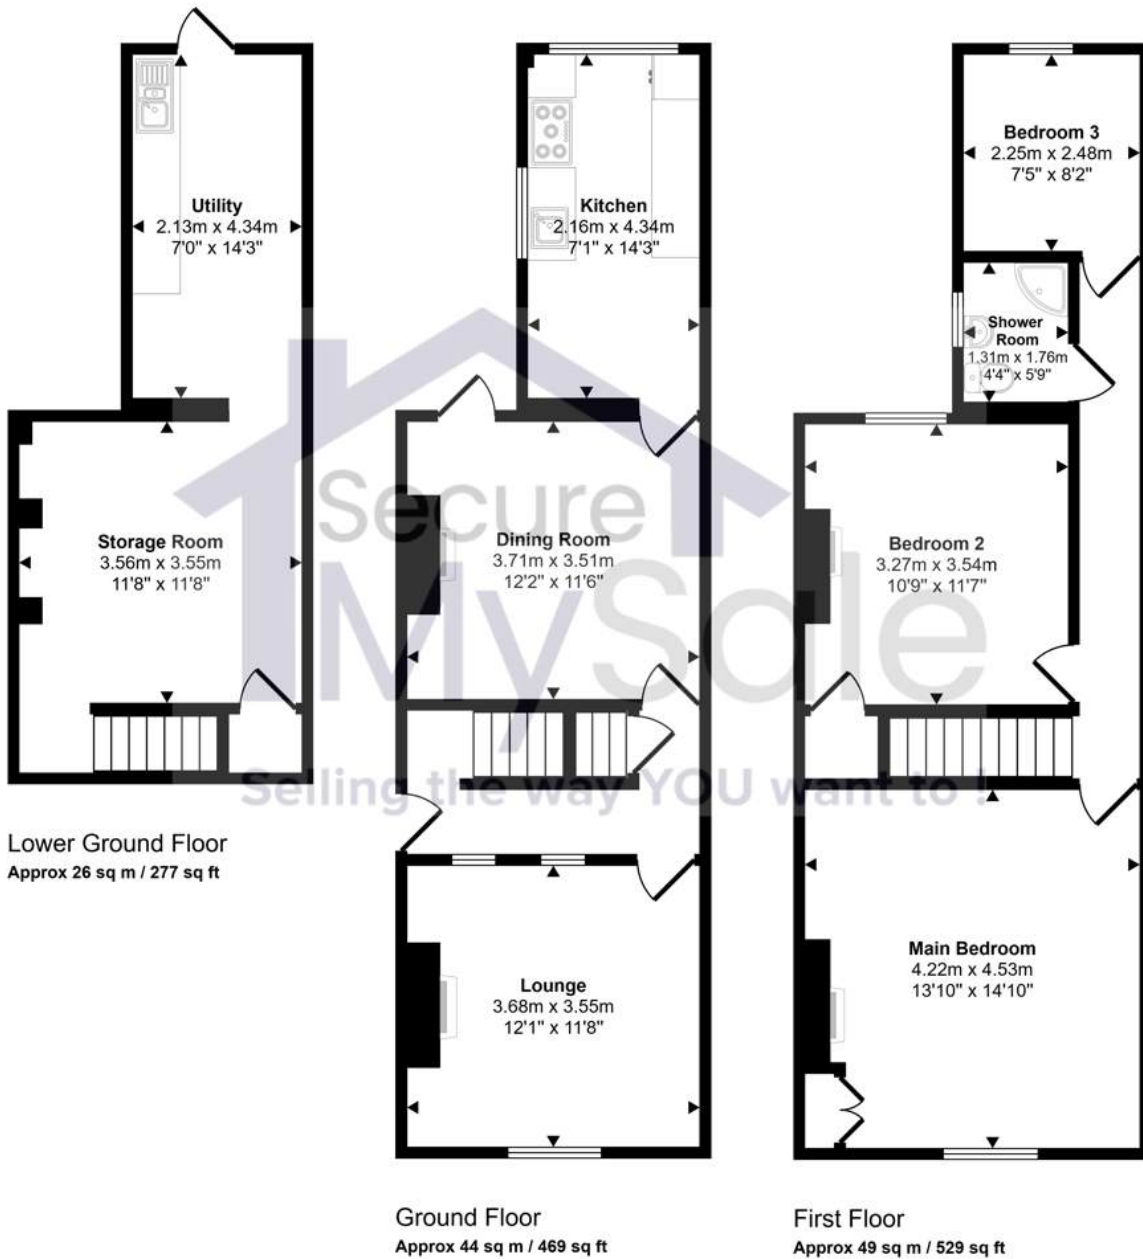 Utility
2.13m x 4.34m
7'0" x 14'3"
Storage Room
3.56m x 3.55m
11'8" x 11'8"
Lower Ground Floor
Approx 26 sq m / 277 sq ft
Kitchen
2.16m x 4.34m
7'1" x 14'3"
Dining Room
3.71m x 3.51m
12'2" x 11'6"
Lounge
3.68m x 3.55m
12'1" x 11'8"
Ground Floor
Approx 44 sq m / 469 sq ft
Bedroom 3
2.25m x 2.48m
7'5" x 8'2"
Shower
Room
1.31m x 1.76m
4'4" x 5'9"
Bedroom 2
3.27m x 3.54m
10'9" x 11'7"
Main Bedroom
4.22m x 4.53m
13'10" x 14'10"
First Floor
Approx 49 sq m / 529 sq ft
Secure
MySale
Selling the way YOU want to !